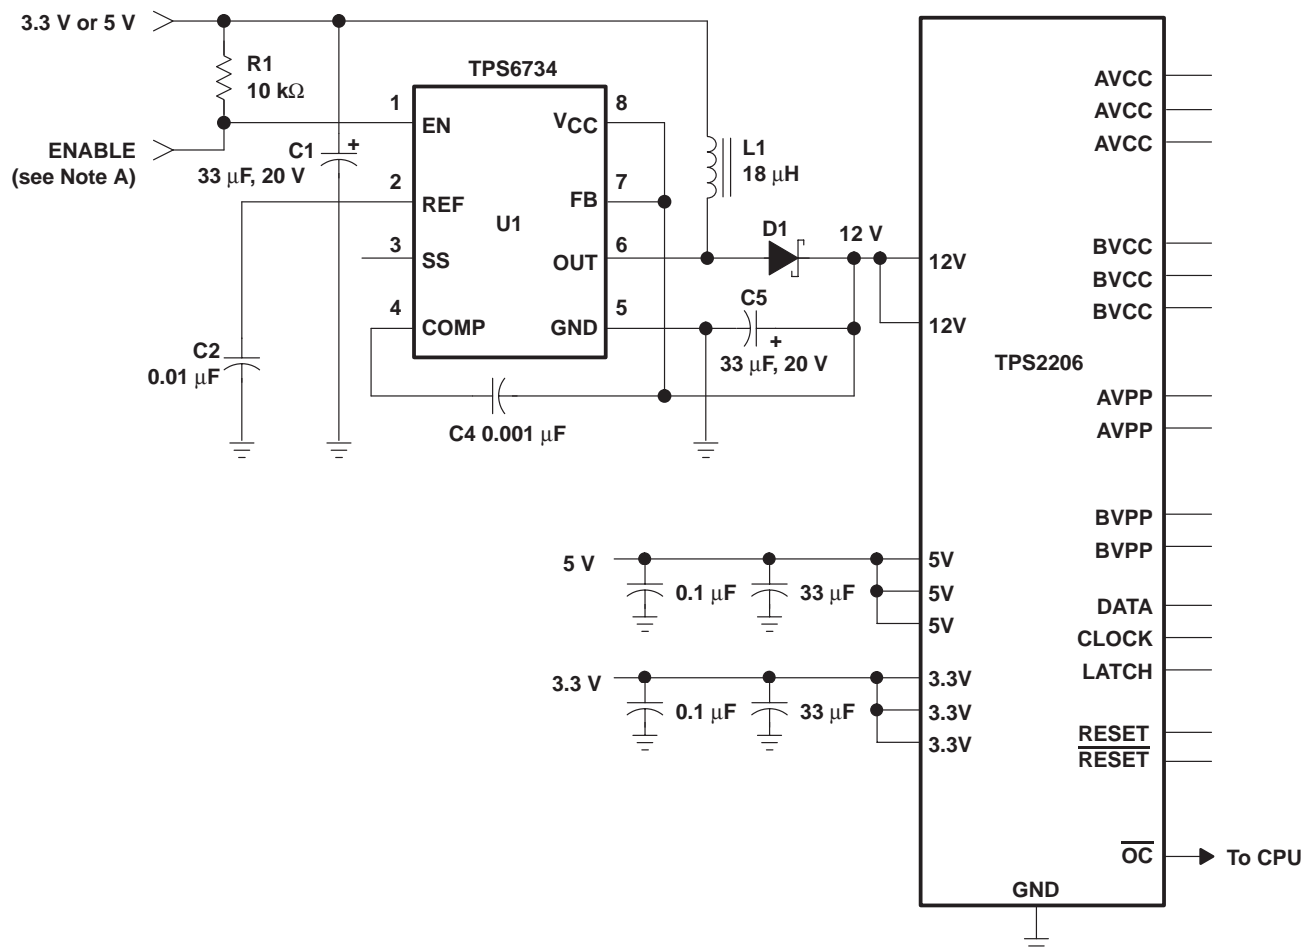 3.3 V or 5 V
R1
10 kΩ
ENABLE
(see Note A)
C1
33 μF, 20 V
+
TPS6734
1
EN
2
REF
3
SS
4
COMP
U1
8
VCC
7
FB
6
OUT
5
GND
L1
18 μH
D1
12 V
C5
+
33 μF, 20 V
C2
0.01 μF
C4 0.001 μF
5 V
0.1 μF
33 μF
3.3 V
0.1 μF
33 μF
12V
12V
5V
5V
5V
3.3V
3.3V
3.3V
TPS2206
AVCC
AVCC
AVCC
BVCC
BVCC
BVCC
AVPP
AVPP
BVPP
BVPP
DATA
CLOCK
LATCH
RESET
RESET
OC
To CPU
GND